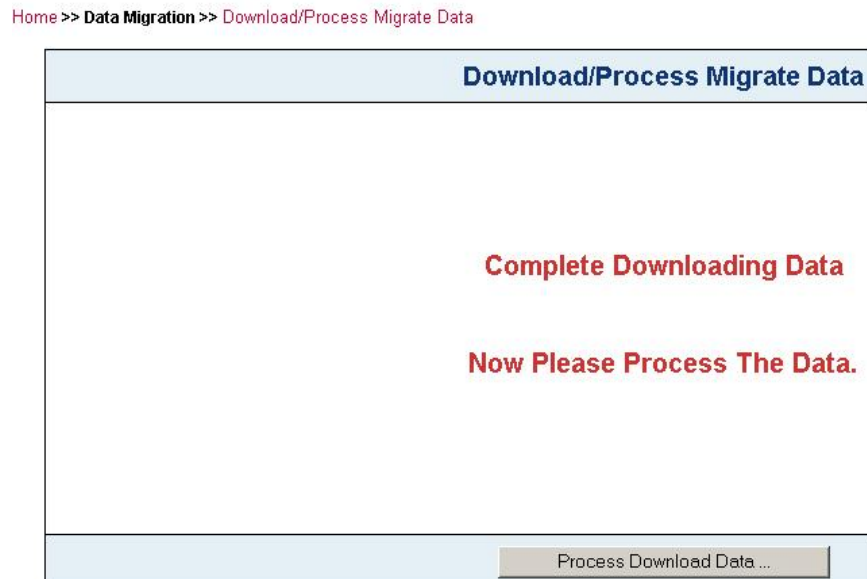 Home >> Data Migration >> Download/Process Migrate Data
Download/Process Migrate Data
Complete Downloading Data
Now Please Process The Data.
Process Download Data ...